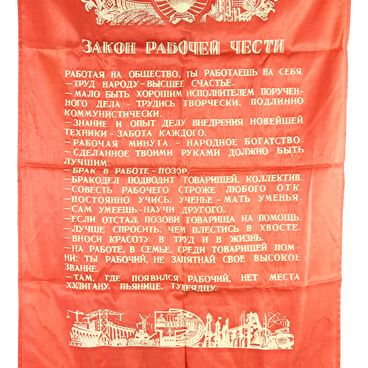 ЗАКОН РАБОЧЕЙ ЧЕСТИ
РАБОТАЯ НА ОБЩЕСТВО, ТЫ РАБОТАЕШЬ НА СЕБЯ.
— ТРУД НАРОДУ — ВЫСШЕЕ СЧАСТЬЕ.
— МАЛО БЫТЬ ХОРОШИМ ИСПОЛНИТЕЛЕМ ПОРУЧЕН-
НОГО ДЕЛА - ТРУДИСЬ ТВОРЧЕСКИ, ПОДЛИННО
КОММУНИСТИЧЕСКИ.
— ЗНАНИЕ И ОПЫТ ДЕЛУ ВНЕДРЕНИЯ НОВЕЙШЕЙ
ТЕХНИКИ — ЗАБОТА КАЖДОГО.
— РАБОЧАЯ МИНУТА - НАРОДНОЕ БОГАТСТВО.
— СДЕЛАННОЕ ТВОИМИ РУКАМИ ДОЛЖНО БЫТЬ
ЛУЧШИМ.
— БРАК В РАБОТЕ — ПОЗОР.
— БРАКОДЕЛ ПОДВОДИТ ТОВАРИЩЕЙ, КОЛЛЕКТИВ.
— СОВЕСТЬ РАБОЧЕГО СТРОЖЕ ЛЮБОГО ОТК.
— ПОСТОЯННО УЧИСЬ, УЧЕНЬЕ - МАТЬ УМЕНЬЯ.
— САМ УМЕЕШЬ - НАУЧИ ДРУГОГО.
— ЕСЛИ ОТСТАЛ, ПОЗОВИ ТОВАРИЩА НА ПОМОЩЬ.
— ЛУЧШЕ СПРОСИТЬ, ЧЕМ ПЛЕСТИСЬ В ХВОСТЕ.
— ВНОСИ КРАСОТУ В ТРУД И В ЖИЗНЬ.
— НА РАБОТЕ, В СЕМЬЕ, СРЕДИ ТОВАРИЩЕЙ ПОМ-
НИ: ТЫ РАБОЧИЙ, НЕ ЗАПЯТНАЙ СВОЕ ВЫСОКОЕ
ЗВАНИЕ.
— ТАМ, ГДЕ ПОЯВИЛСЯ РАБОЧИЙ, НЕТ МЕСТА
ХУЛИГАНУ, ПЬЯНИЦЕ, ТУНЕЯДЦУ.